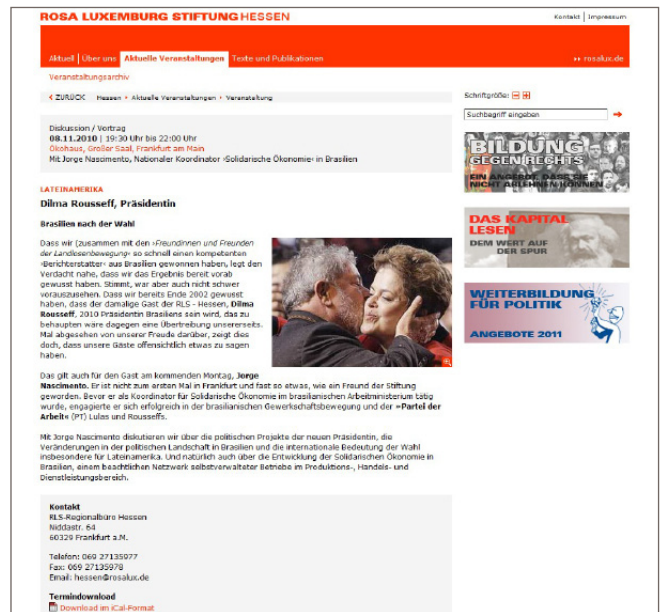 ROSA LUXEMBURG STIFTUNG HESSEN
Kontakt | Impressum
Aktuell | Über uns Aktuelle Veranstaltungen Texte und Publikationen
rosalux.de
Veranstaltungsarchiv
ZURÜCK Hessen Aktuelle Veranstaltungen Veranstaltung
Schriftgröße:
Suchbegriff eingeben
Diskussion / Vortrag
08.11.2010 | 19:30 Uhr bis 22:00 Uhr
Ökohaus, Großer Saal, Frankfurt am Main
Mit Jorge Nascimento, Nationaler Koordinator ›Solidarische Ökonomie‹ in Brasilien
BILDUNG
GEGEN RECHTS
EIN ANGEBOT, DASS SIE
NICHT ABLEHNEN KÖNNEN
LATEINAMERIKA
Dilma Rousseff, Präsidentin
Brasilien nach der Wahl
Dass wir (zusammen mit den ›Freundinnen und Freunden
der Landlosenbewegung‹ so schnell einen kompetenten
›Berichterstatter‹ aus Brasilien gewonnen haben, legt den
Verdacht nahe, dass wir das Ergebnis bereit vorab
gewusst haben. Stimmt, war aber auch nicht schwer
vorauszusehen. Dass wir bereits Ende 2002 gewusst
haben, dass der damalige Gast der RLS - Hessen, Dilma
Rousseff, 2010 Präsidentin Brasiliens sein wird, das zu
behaupten wäre dagegen eine Übertreibung unsererseits.
Mal abgesehen von unserer Freude darüber, zeigt dies
doch, dass unsere Gäste offensichtlich etwas zu sagen
haben.
DAS KAPITAL
LESEN
DEM WERT AUF
DER SPUR
WEITERBILDUNG
FÜR POLITIK
ANGEBOTE 2011
Das gilt auch für den Gast am kommenden Montag, Jorge
Nascimento. Er ist nicht zum ersten Mal in Frankfurt und fast so etwas, wie ein Freund der Stiftung
geworden. Bevor er als Koordinator für Solidarische Ökonomie im brasilianischen Arbeitministerium tätig
wurde, engagierte er sich erfolgreich in der brasilianischen Gewerkschaftsbewegung und der »Partei der
Arbeit« (PT) Lulas und Rousseffs.
Mit Jorge Nascimento diskutieren wir über die politischen Projekte der neuen Präsidentin, die
Veränderungen in der politischen Landschaft in Brasilien und die internationale Bedeutung der Wahl
insbesondere für Lateinamerika. Und natürlich auch über die Entwicklung der Solidarischen Ökonomie in
Brasilien, einem beachtlichen Netzwerk selbstverwalteter Betriebe im Produktions-, Handels- und
Dienstleistungsbereich.
Kontakt
RLS-Regionalbüro Hessen
Niddastr. 64
60329 Frankfurt a.M.
Telefon: 069 27135977
Fax: 069 27135978
Email: hessen@rosalux.de
Termindownload
Download im iCal-Format